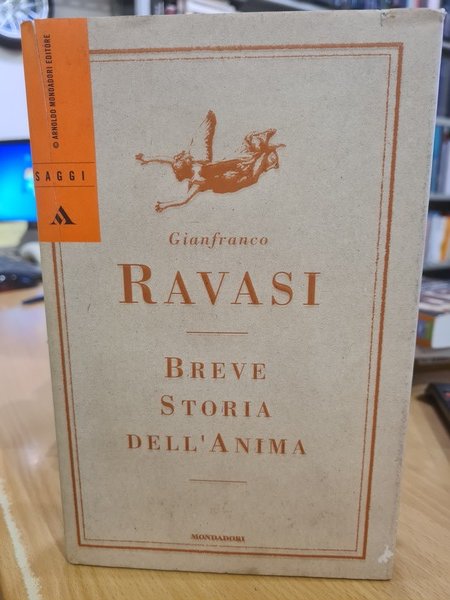 © ARNOLDO MONDADORI EDITORE
SAGGI
Gianfranco
RAVASI
BREVE
STORIA
DELL'ANIMA
MONDADORI